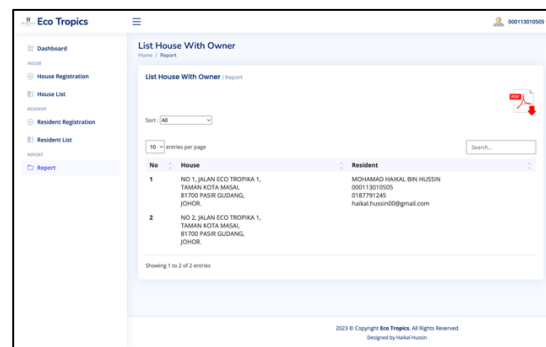 Eco Tropics
000113010505
Dashboard
HOUSE
House Registration
House List
RESIDENT
Resident Registration
Resident List
REPORT
Report
List House With Owner
Home / Report
List House With Owner | Report
PDF
Sort : All
10 entries per page
Search...
No House Resident
1 NO 1, JALAN ECO TROPIKA 1, MOHAMAD HAIKAL BIN HUSSIN
TAMAN KOTA MASAI, 000113010505
81700 PASIR GUDANG, 0187791245
JOHOR. haikal.hussin00@gmail.com
2 NO 2, JALAN ECO TROPIKA 1,
TAMAN KOTA MASAI,
81700 PASIR GUDANG,
JOHOR.
Showing 1 to 2 of 2 entries
2023 © Copyright Eco Tropics. All Rights Reserved
Designed by Haikal Hussin